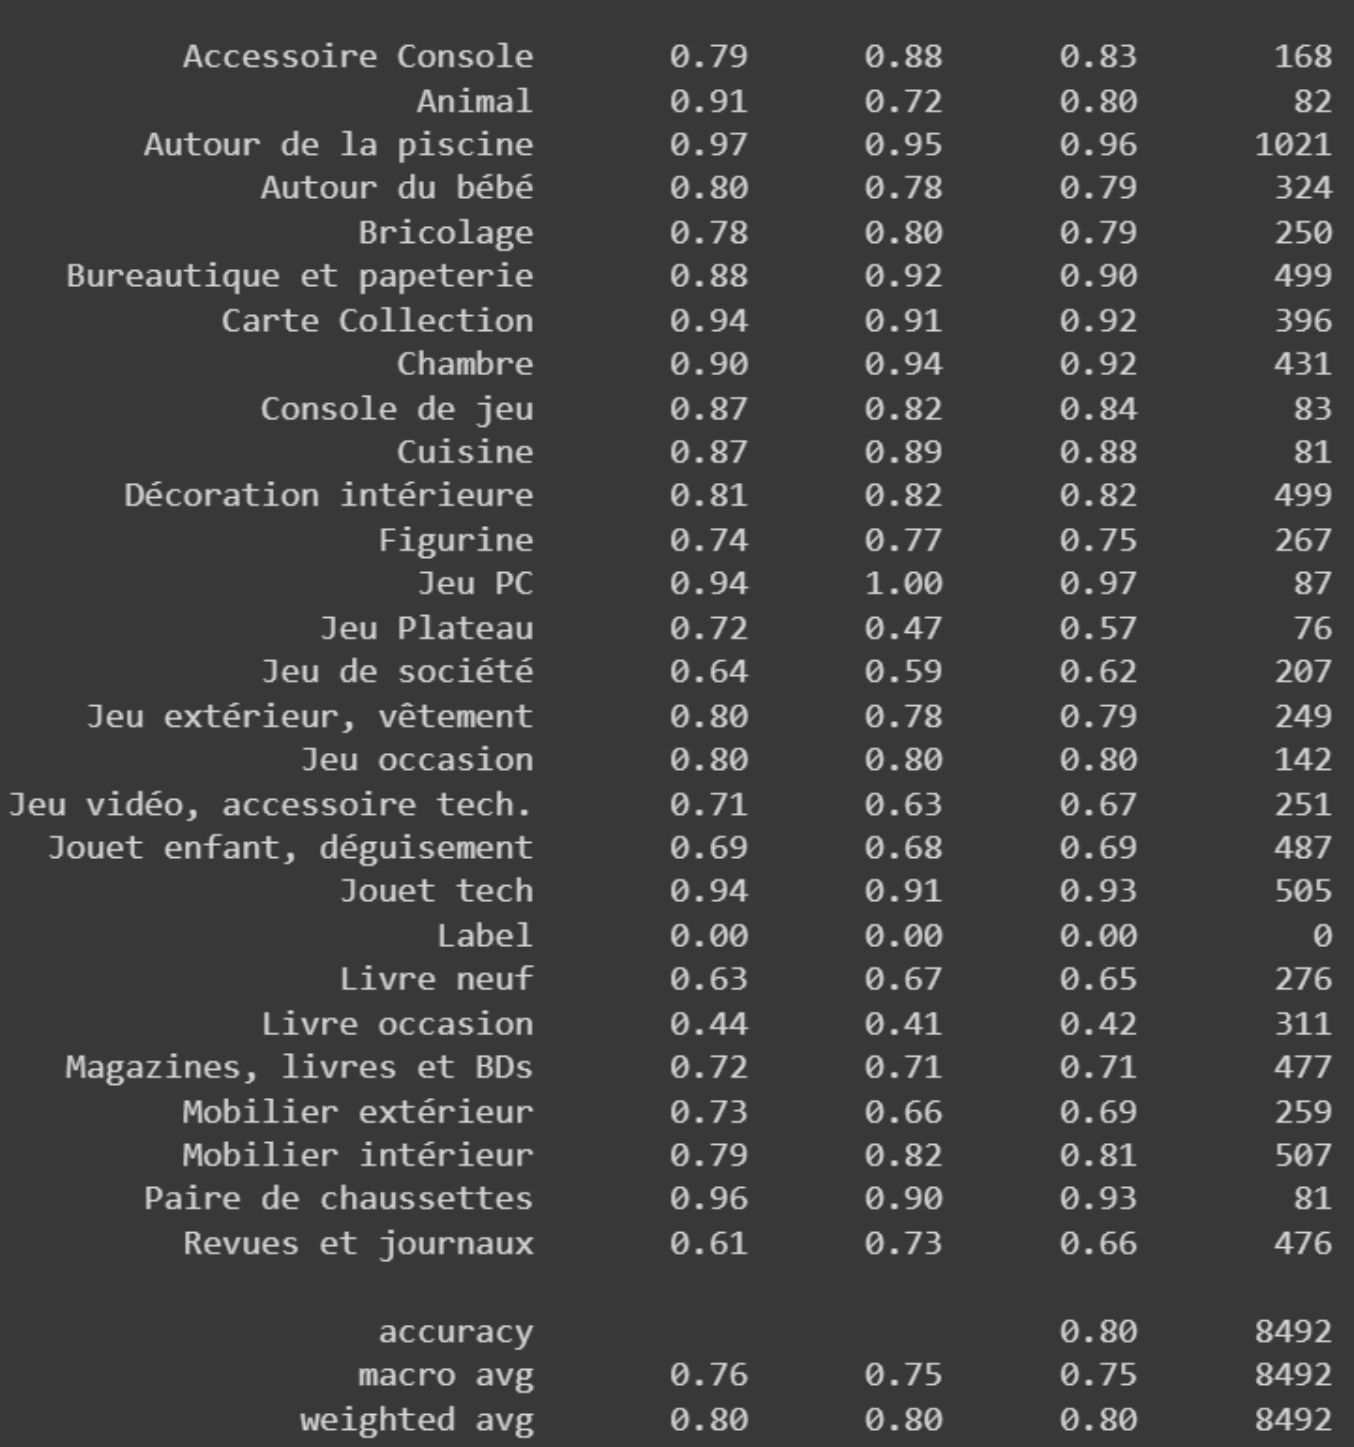 Accessoire Console 0.79 0.88 0.83 168
Animal 0.91 0.72 0.80 82
Autour de la piscine 0.97 0.95 0.96 1021
Autour du bébé 0.80 0.78 0.79 324
Bricolage 0.78 0.80 0.79 250
Bureautique et papeterie 0.88 0.92 0.90 499
Carte Collection 0.94 0.91 0.92 396
Chambre 0.90 0.94 0.92 431
Console de jeu 0.87 0.82 0.84 83
Cuisine 0.87 0.89 0.88 81
Décoration intérieure 0.81 0.82 0.82 499
Figurine 0.74 0.77 0.75 267
Jeu PC 0.94 1.00 0.97 87
Jeu Plateau 0.72 0.47 0.57 76
Jeu de société 0.64 0.59 0.62 207
Jeu extérieur, vêtement 0.80 0.78 0.79 249
Jeu occasion 0.80 0.80 0.80 142
Jeu vidéo, accessoire tech. 0.71 0.63 0.67 251
Jouet enfant, déguisement 0.69 0.68 0.69 487
Jouet tech 0.94 0.91 0.93 505
Label 0.00 0.00 0.00 0
Livre neuf 0.63 0.67 0.65 276
Livre occasion 0.44 0.41 0.42 311
Magazines, livres et BDs 0.72 0.71 0.71 477
Mobilier extérieur 0.73 0.66 0.69 259
Mobilier intérieur 0.79 0.82 0.81 507
Paire de chaussettes 0.96 0.90 0.93 81
Revues et journaux 0.61 0.73 0.66 476
accuracy 0.80 8492
macro avg 0.76 0.75 0.75 8492
weighted avg 0.80 0.80 0.80 8492